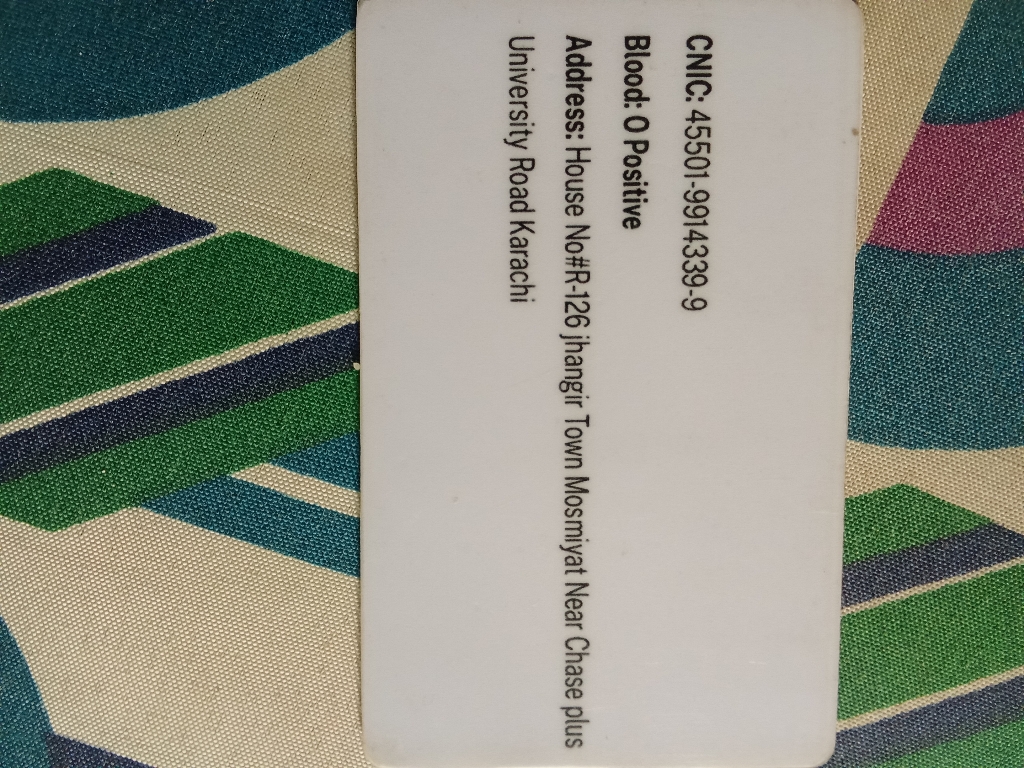 CNIC: 45501-9914339-9
Blood: O Positive
Address: House No#R-126 jhangir Town Mosmiyat Near Chase plus
University Road Karachi